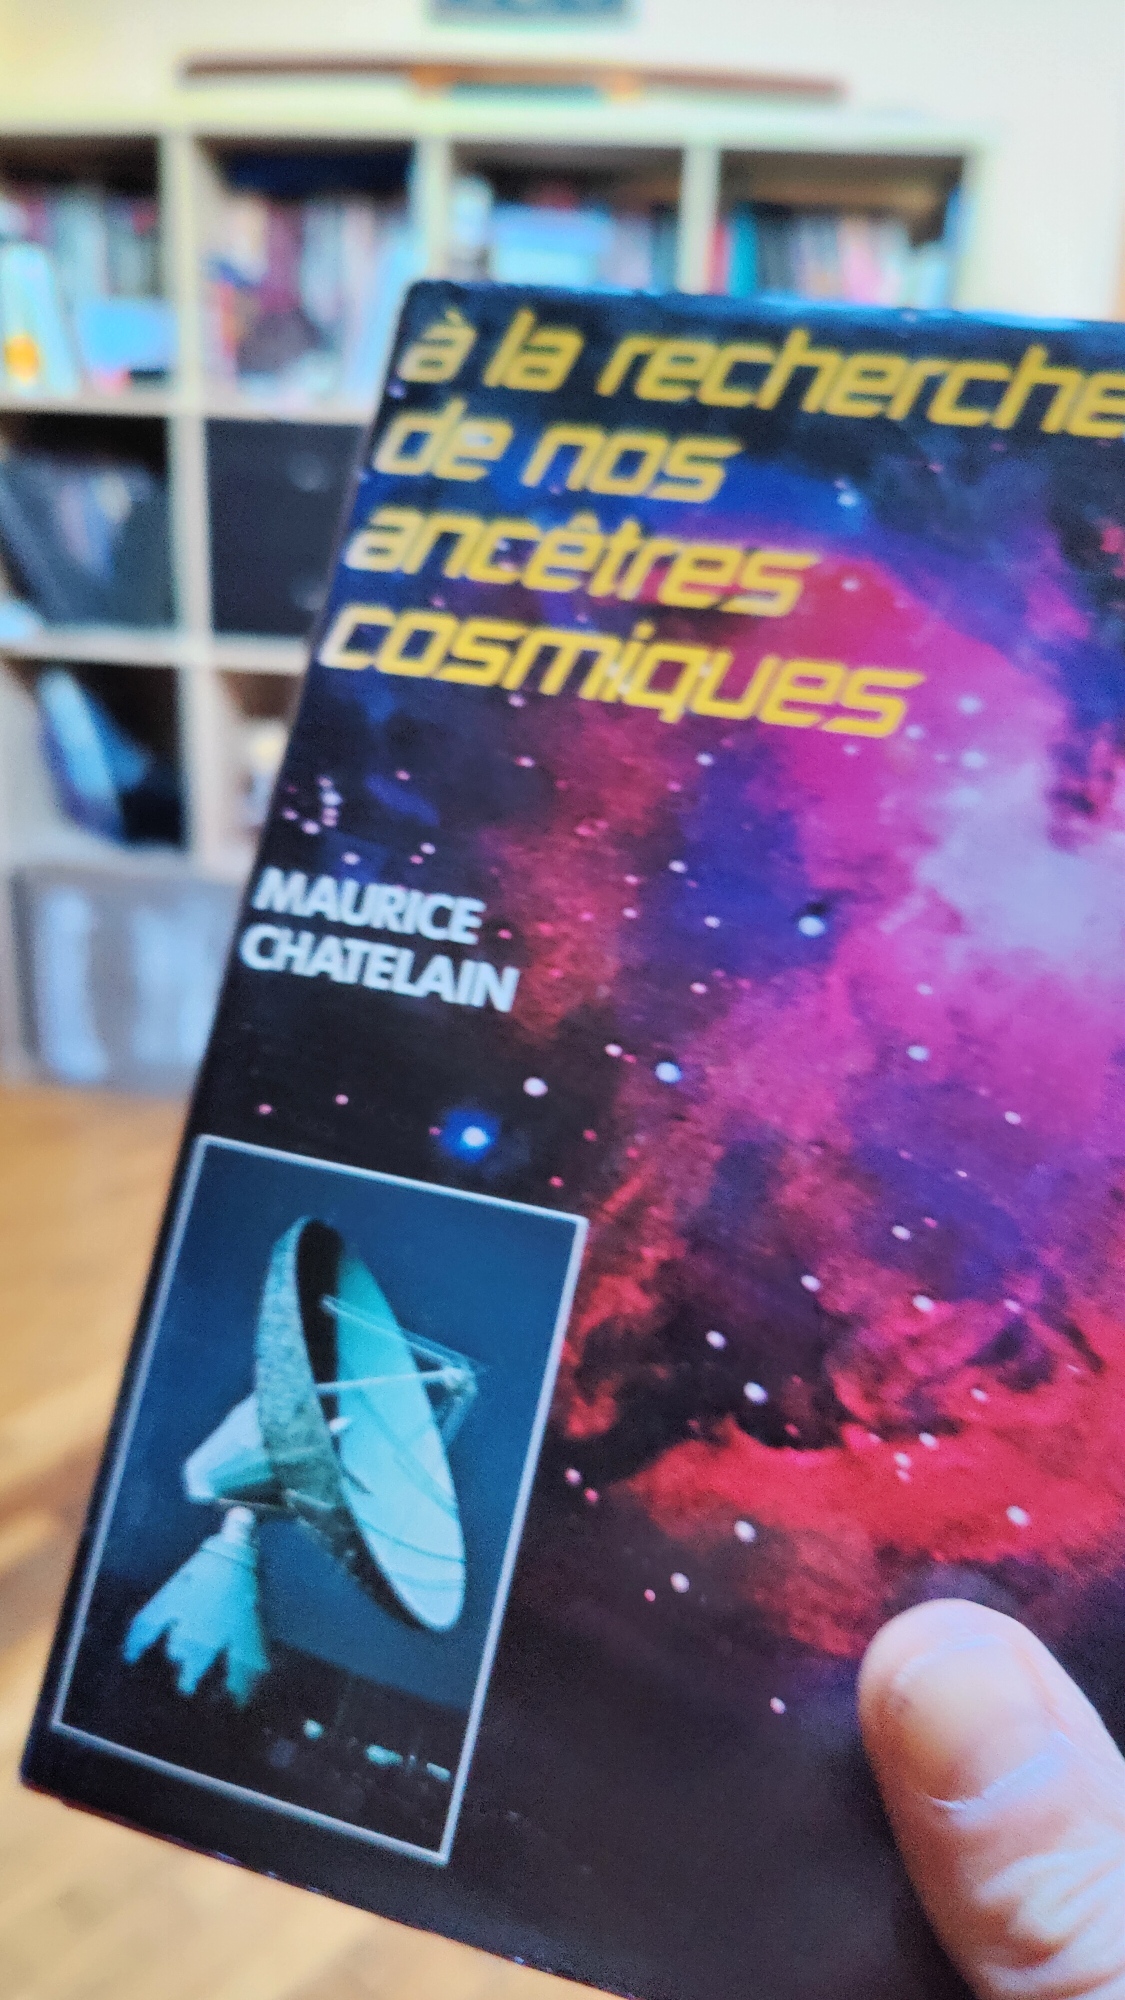 à la recherche
de nos
ancêtres
cosmiques
MAURICE
CHATELAIN